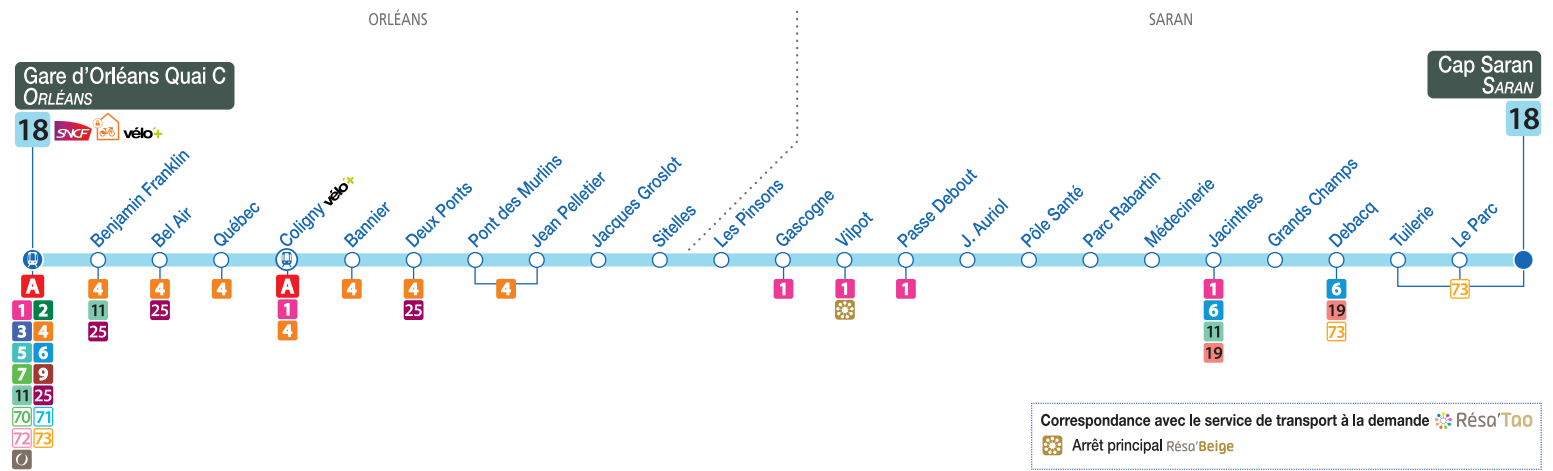 ORLÉANS
SARAN
Gare d'Orléans Quai C
ORLÉANS
18 SNCF vélo+
Cap Saran
SARAN
18
Benjamin Franklin
Bel Air
Québec
Coligny vélo+
Bannier
Deux Ponts
Pont des Murlins
Jean Pelletier
Jacques Groslot
Sitelles
Les Pinsons
Gascogne
Vilpot
Passe Debout
J. Auriol
Pôle Santé
Parc Rabartin
Médecinerie
Jacinthes
Grands Champs
Debacq
Tuilerie
Le Parc
A
1 2
3 4
5 6
7 9
11 25
70 71
72 73
O
4
11
25
4
25
4
A
1
4
4
4
25
4
1
1
1
1
6
11
19
6
19
73
73
Correspondance avec le service de transport à la demande Résa'Tao
Arrêt principal Résa'Beige